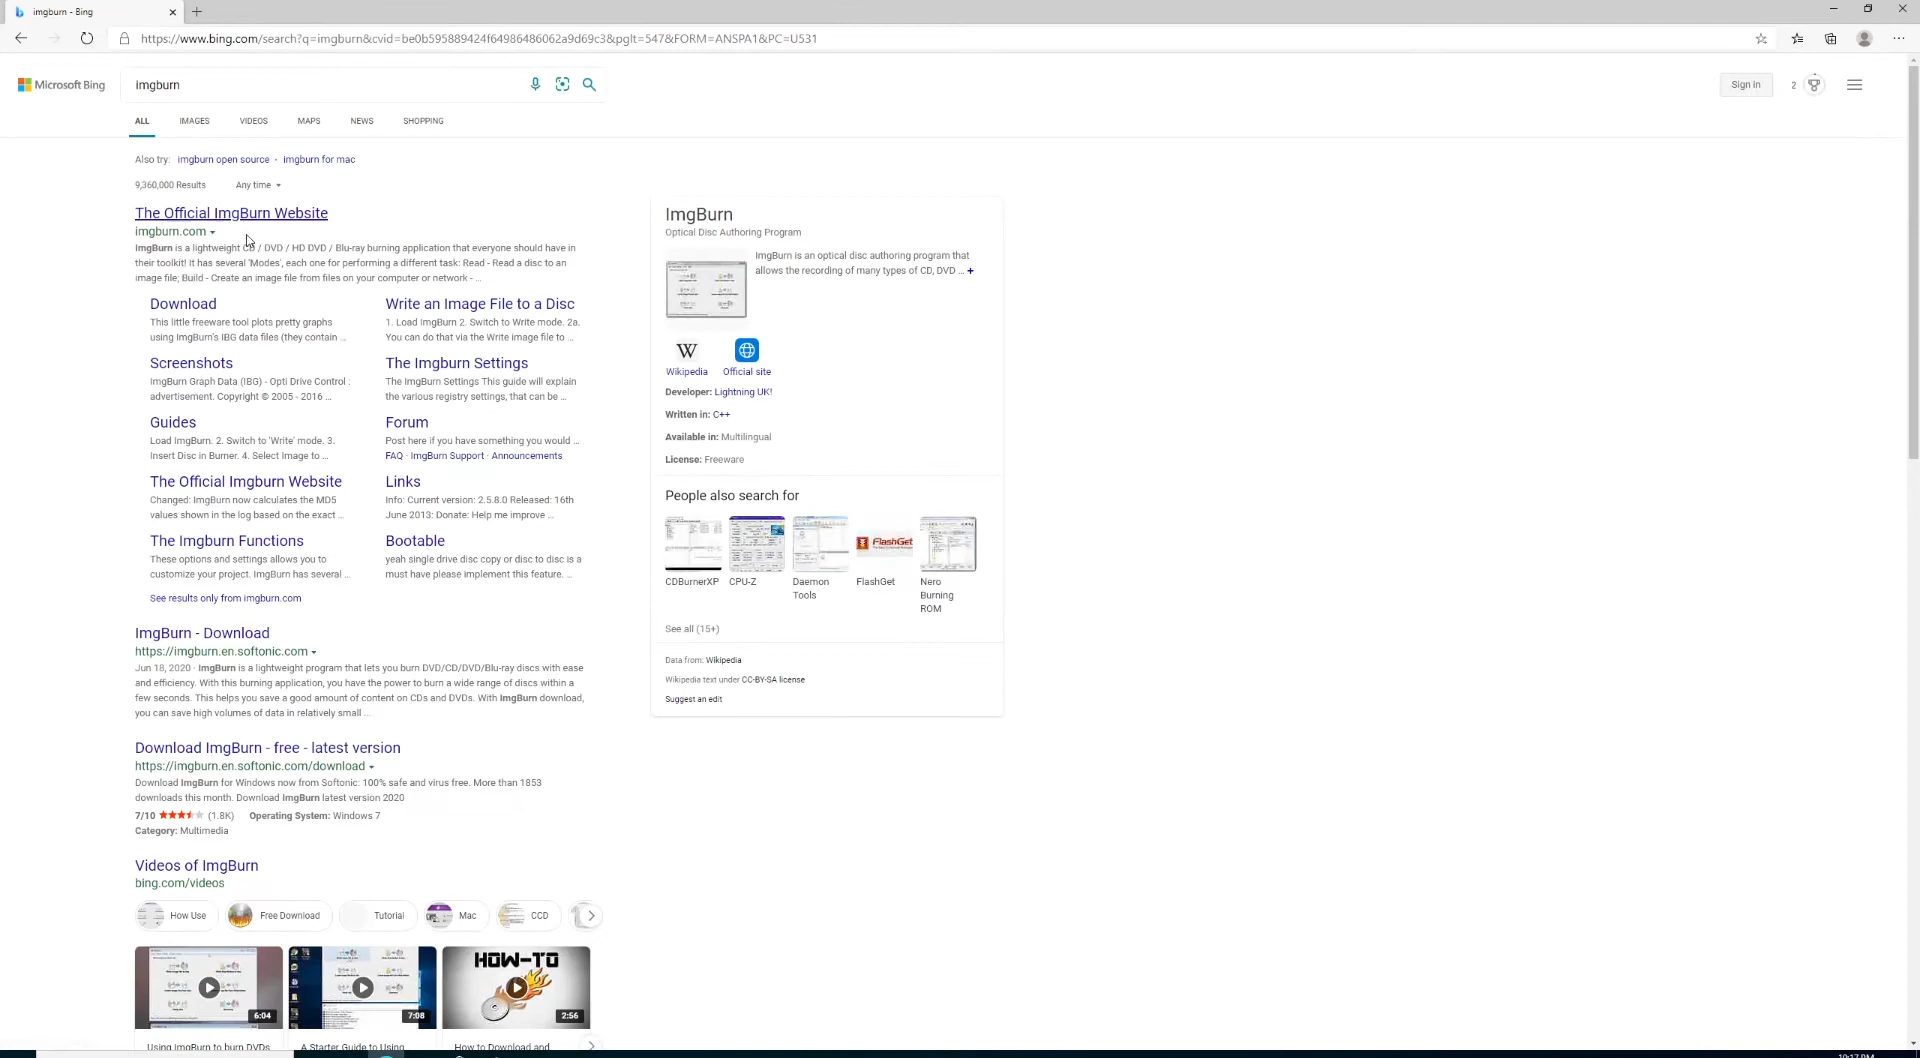 imgburn - Bing
https://www.bing.com/search?q=imgburn&cvid=be0b595889424f64986486062a9d69c3&pglt=547&FORM=ANSPA1&PC=U531
Microsoft Bing
imgburn
Sign in
2
ALL
IMAGES
VIDEOS
MAPS
NEWS
SHOPPING
Also try: imgburn open source · imgburn for mac
9,360,000 Results Any time
The Official ImgBurn Website
imgburn.com
ImgBurn is a lightweight CD / DVD / HD DVD / Blu-ray burning application that everyone should have in
their toolkit! It has several 'Modes', each one for performing a different task: Read - Read a disc to an
image file; Build - Create an image file from files on your computer or network - ...
Download
This little freeware tool plots pretty graphs
using ImgBurn's IBG data files (they contain ...
Write an Image File to a Disc
1. Load ImgBurn 2. Switch to Write mode. 2a.
You can do that via the Write image file to ...
Screenshots
ImgBurn Graph Data (IBG) - Opti Drive Control :
advertisement. Copyright © 2005 - 2016 ...
The Imgburn Settings
The ImgBurn Settings This guide will explain
the various registry settings, that can be ...
Guides
Load ImgBurn. 2. Switch to 'Write' mode. 3.
Insert Disc in Burner. 4. Select Image to ...
Forum
Post here if you have something you would ...
FAQ · ImgBurn Support · Announcements
The Official Imgburn Website
Changed: ImgBurn now calculates the MD5
values shown in the log based on the exact ...
Links
Info: Current version: 2.5.8.0 Released: 16th
June 2013: Donate: Help me improve ...
The Imgburn Functions
These options and settings allows you to
customize your project. ImgBurn has several ...
Bootable
yeah single drive disc copy or disc to disc is a
must have please implement this feature. ...
See results only from imgburn.com
ImgBurn - Download
https://imgburn.en.softonic.com
Jun 18, 2020 · ImgBurn is a lightweight program that lets you burn DVD/CD/DVD/Blu-ray discs with ease
and efficiency. With this burning application, you have the power to burn a wide range of discs within a
few seconds. This helps you save a good amount of content on CDs and DVDs. With ImgBurn download,
you can save high volumes of data in relatively small ...
Download ImgBurn - free - latest version
https://imgburn.en.softonic.com/download
Download ImgBurn for Windows now from Softonic: 100% safe and virus free. More than 1853
downloads this month. Download ImgBurn latest version 2020
7/10 (1.8K) Operating System: Windows 7
Category: Multimedia
Videos of ImgBurn
bing.com/videos
How Use
Free Download
Tutorial
Mac
CCD
HOW-TO
6:04
7:08
2:56
Using ImgBurn to burn DVDs
A Starter Guide to Using
How to Download and
ImgBurn
Optical Disc Authoring Program
ImgBurn is an optical disc authoring program that
allows the recording of many types of CD, DVD ... +
W
Wikipedia
Official site
Developer: Lightning UK!
Written in: C++
Available in: Multilingual
License: Freeware
People also search for
FlashGet
CDBurnerXP
CPU-Z
Daemon
Tools
FlashGet
Nero
Burning
ROM
See all (15+)
Data from: Wikipedia
Wikipedia text under CC-BY-SA license
Suggest an edit
10:17 PM